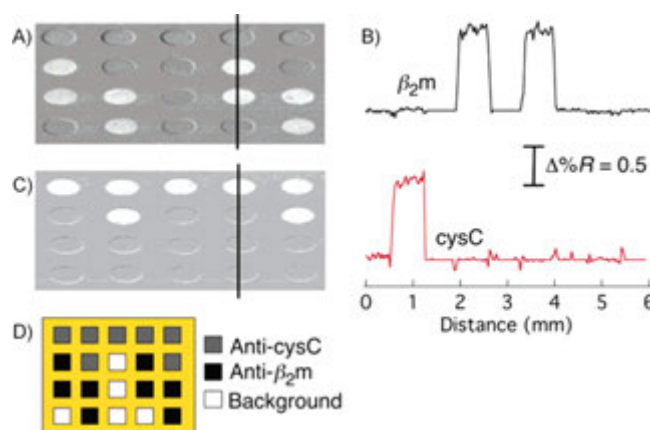 A)
B)
β₂m
Δ%R = 0.5
C)
cysC
0 1 2 3 4 5 6
Distance (mm)
D)
Anti-cysC
Anti-β₂m
Background